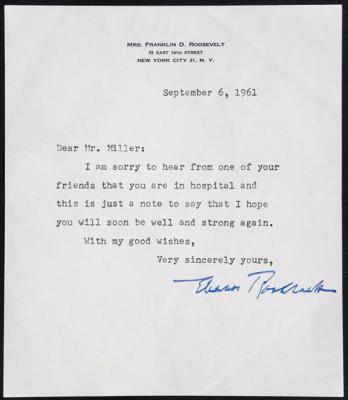 MRS. FRANKLIN D. ROOSEVELT
55 EAST 74TH STREET
NEW YORK CITY 21, N. Y.
September 6, 1961
Dear Mr. Miller:
I am sorry to hear from one of your
friends that you are in hospital and
this is just a note to say that I hope
you will soon be well and strong again.
With my good wishes,
Very sincerely yours,
Eleanor Roosevelt